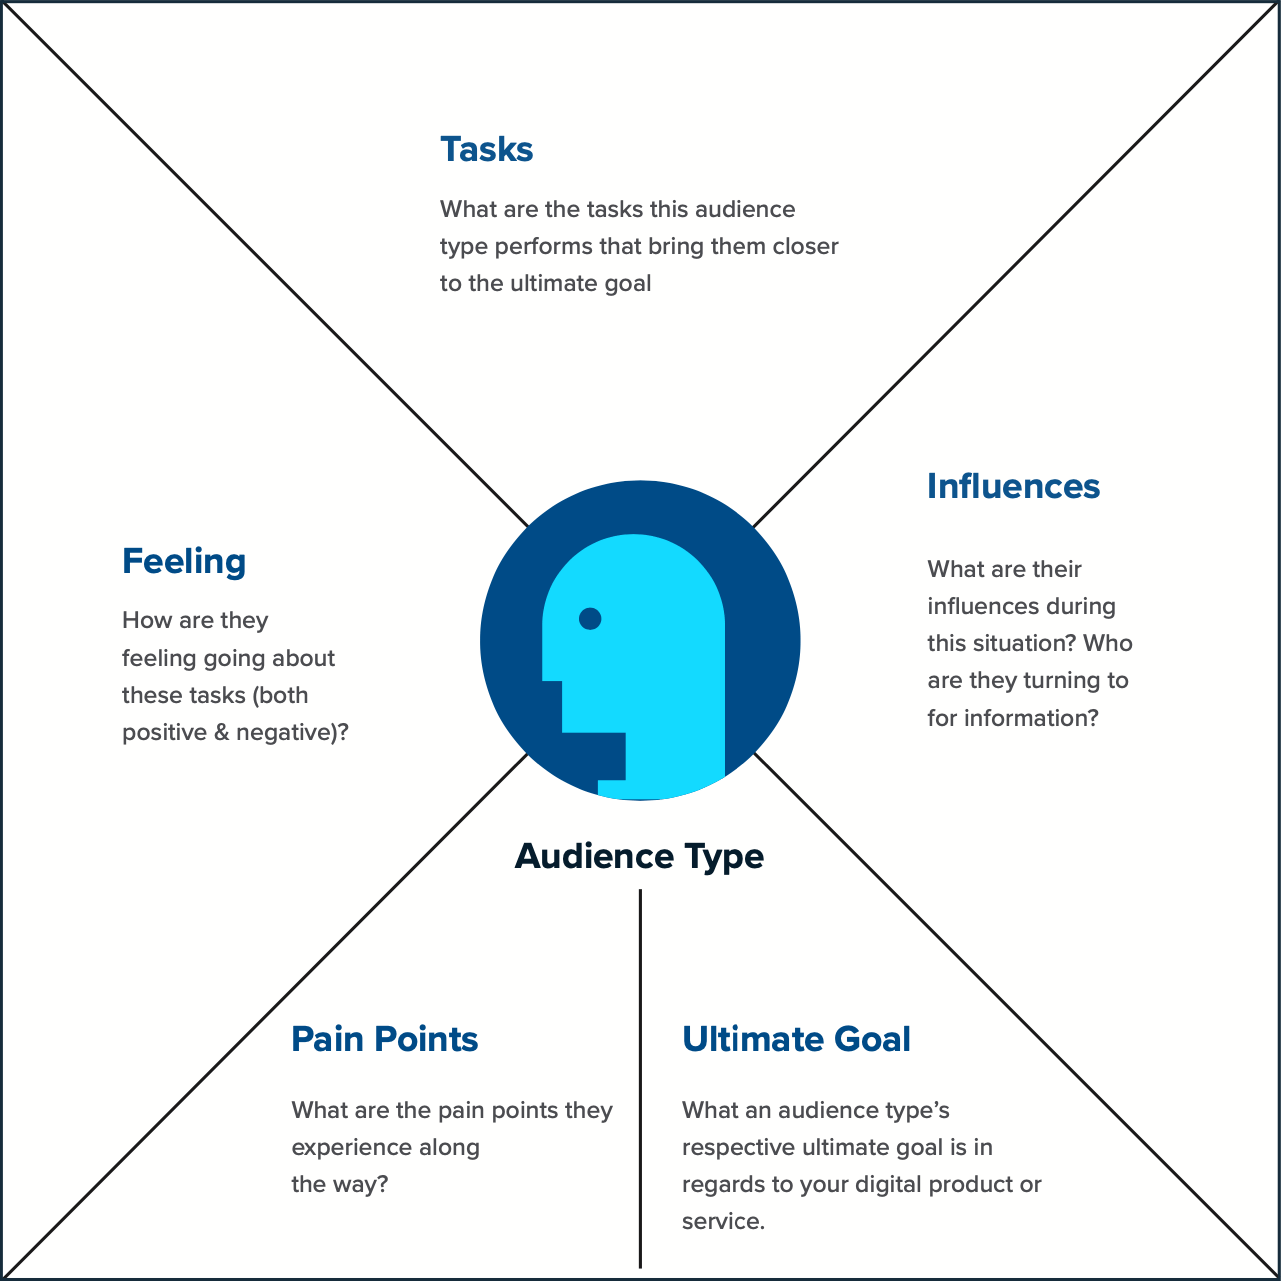 Tasks
What are the tasks this audience
type performs that bring them closer
to the ultimate goal
Feeling
How are they
feeling going about
these tasks (both
positive & negative)?
Influences
What are their
influences during
this situation? Who
are they turning to
for information?
Audience Type
Pain Points
What are the pain points they
experience along
the way?
Ultimate Goal
What an audience type’s
respective ultimate goal is in
regards to your digital product or
service.